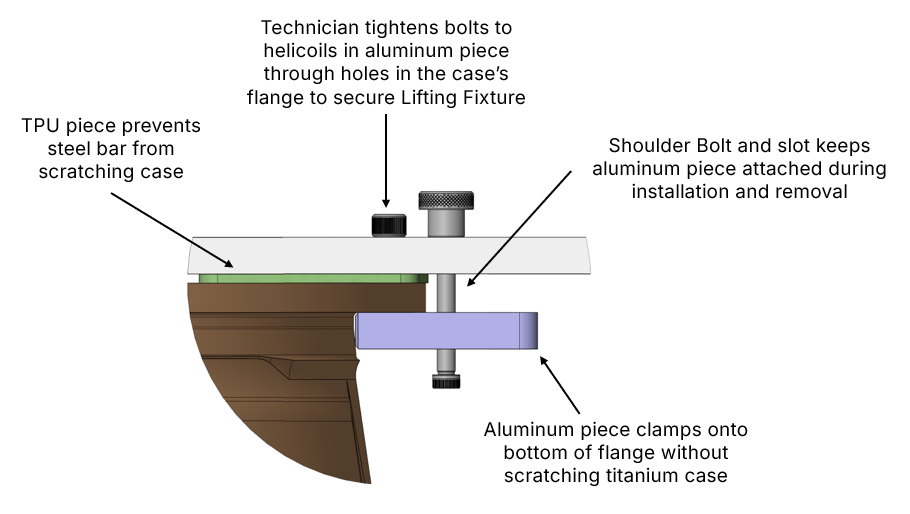 Technician tightens bolts to
helicoils in aluminum piece
through holes in the case’s
flange to secure Lifting Fixture
TPU piece prevents
steel bar from
scratching case
Shoulder Bolt and slot keeps
aluminum piece attached during
installation and removal
Aluminum piece clamps onto
bottom of flange without
scratching titanium case